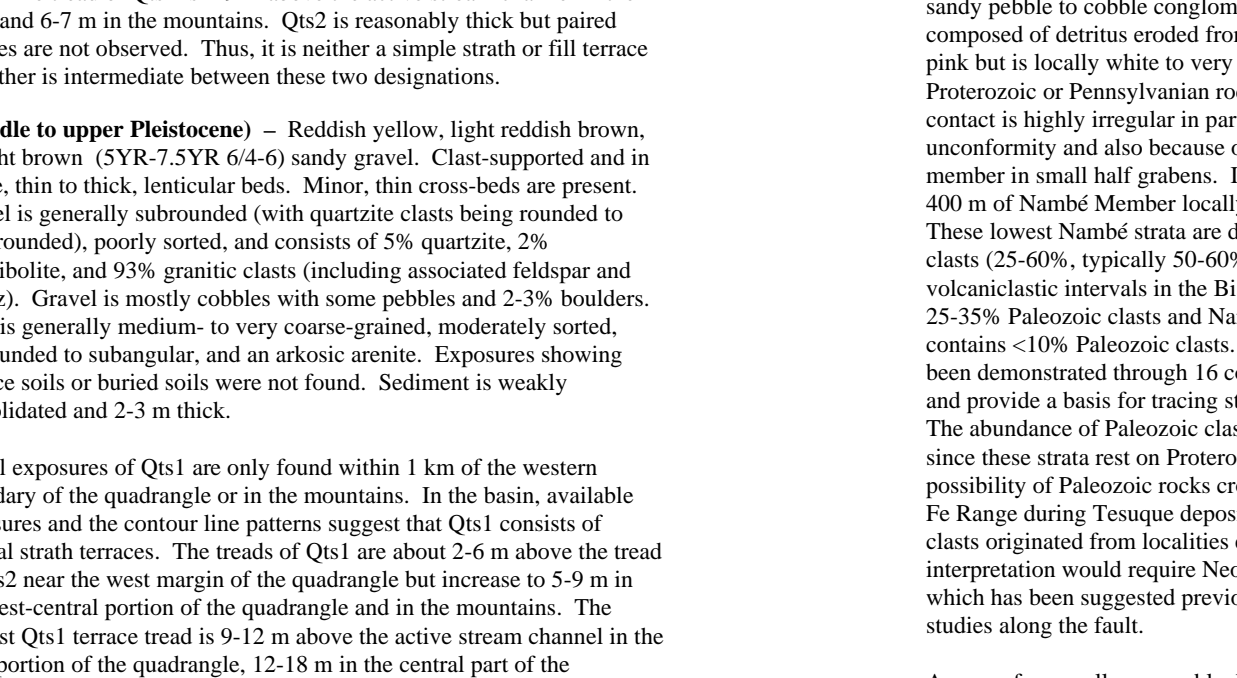 and 6-7 m in the mountains. Qts2 is reasonably thick but paired
es are not observed. Thus, it is neither a simple strath or fill terrace
ther is intermediate between these two designations.
dle to upper Pleistocene) – Reddish yellow, light reddish brown,
ht brown (5YR-7.5YR 6/4-6) sandy gravel. Clast-supported and in
e, thin to thick, lenticular beds. Minor, thin cross-beds are present.
el is generally subrounded (with quartzite clasts being rounded to
rounded), poorly sorted, and consists of 5% quartzite, 2%
ibolite, and 93% granitic clasts (including associated feldspar and
z). Gravel is mostly cobbles with some pebbles and 2-3% boulders.
is generally medium- to very coarse-grained, moderately sorted,
unded to subangular, and an arkosic arenite. Exposures showing
ce soils or buried soils were not found. Sediment is weakly
lidated and 2-3 m thick.
l exposures of Qts1 are only found within 1 km of the western
dary of the quadrangle or in the mountains. In the basin, available
sures and the contour line patterns suggest that Qts1 consists of
al strath terraces. The treads of Qts1 are about 2-6 m above the tread
s2 near the west margin of the quadrangle but increase to 5-9 m in
est-central portion of the quadrangle and in the mountains. The
st Qts1 terrace tread is 9-12 m above the active stream channel in the
portion of the quadrangle, 12-18 m in the central part of the
sandy pebble to cobble conglom
composed of detritus eroded from
pink but is locally white to very
Proterozoic or Pennsylvanian ro
contact is highly irregular in par
unconformity and also because o
member in small half grabens.
400 m of Nambé Member locally
These lowest Nambé strata are d
clasts (25-60%, typically 50-60%
volcaniclastic intervals in the Bi
25-35% Paleozoic clasts and Na
contains <10% Paleozoic clasts.
been demonstrated through 16 c
and provide a basis for tracing st
The abundance of Paleozoic clas
since these strata rest on Protero
possibility of Paleozoic rocks cr
Fe Range during Tesuque depos
clasts originated from localities
interpretation would require Neo
which has been suggested previo
studies along the fault.